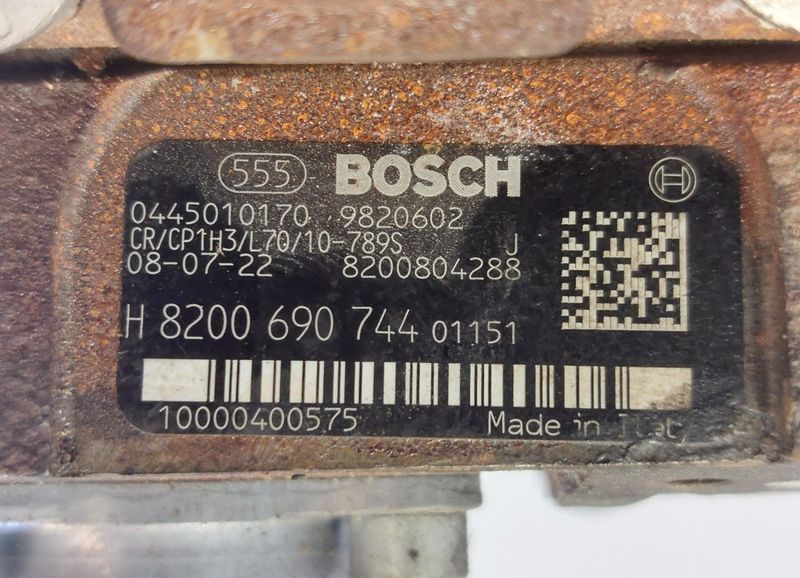 555 BOSCH
0445010170 9820602
CR/CP1H3/L70/10-789S J
08-07-22 8200804288
H 8200 690 744 01151
10000400575 Made in Italy